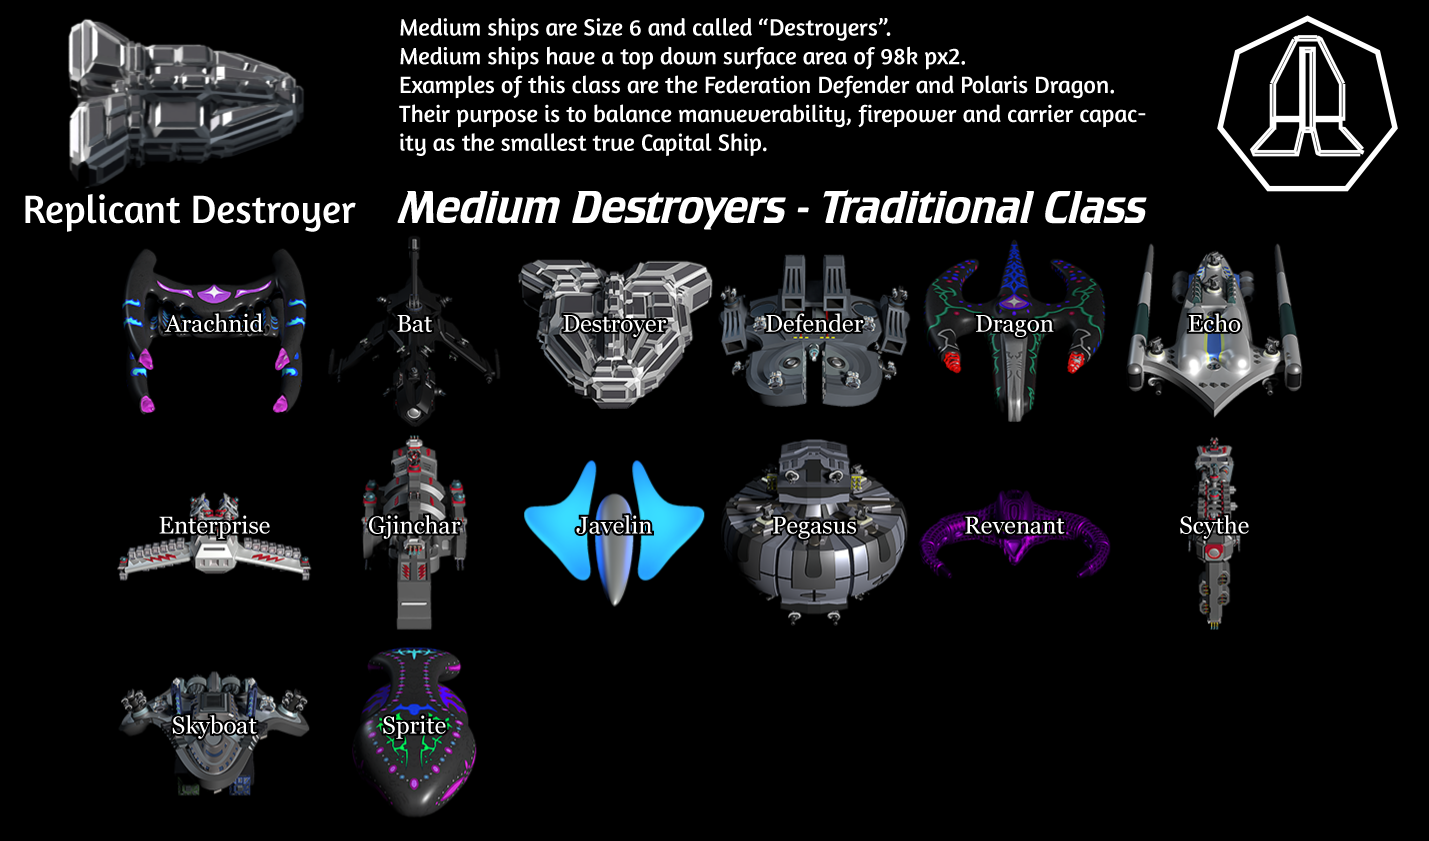 Medium ships are Size 6 and called “Destroyers”.
Medium ships have a top down surface area of 98k px2.
Examples of this class are the Federation Defender and Polaris Dragon.
Their purpose is to balance manueverability, firepower and carrier capac-
ity as the smallest true Capital Ship.
Replicant Destroyer
Medium Destroyers - Traditional Class
Arachnid
Bat
Destroyer
Defender
Dragon
Echo
Enterprise
Gjinchar
Javelin
Pegasus
Revenant
Scythe
Skyboat
Sprite